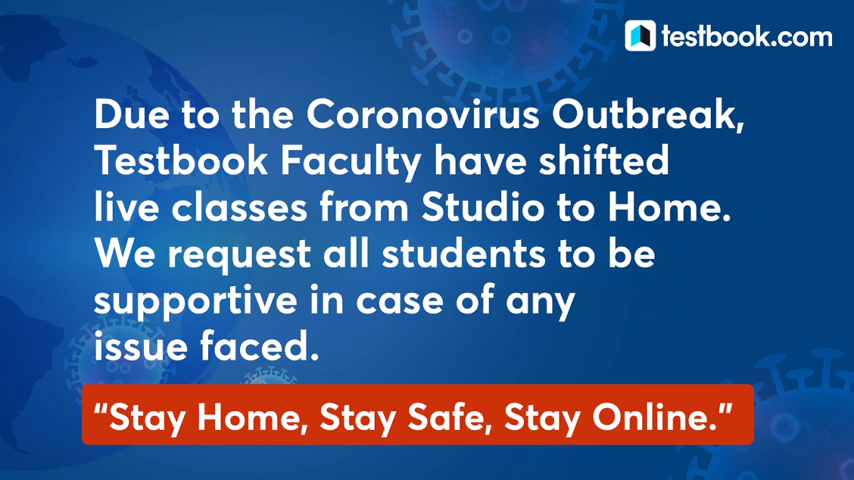 testbook.com
Due to the Coronovirus Outbreak,
Testbook Faculty have shifted
live classes from Studio to Home.
We request all students to be
supportive in case of any
issue faced.
“Stay Home, Stay Safe, Stay Online.”